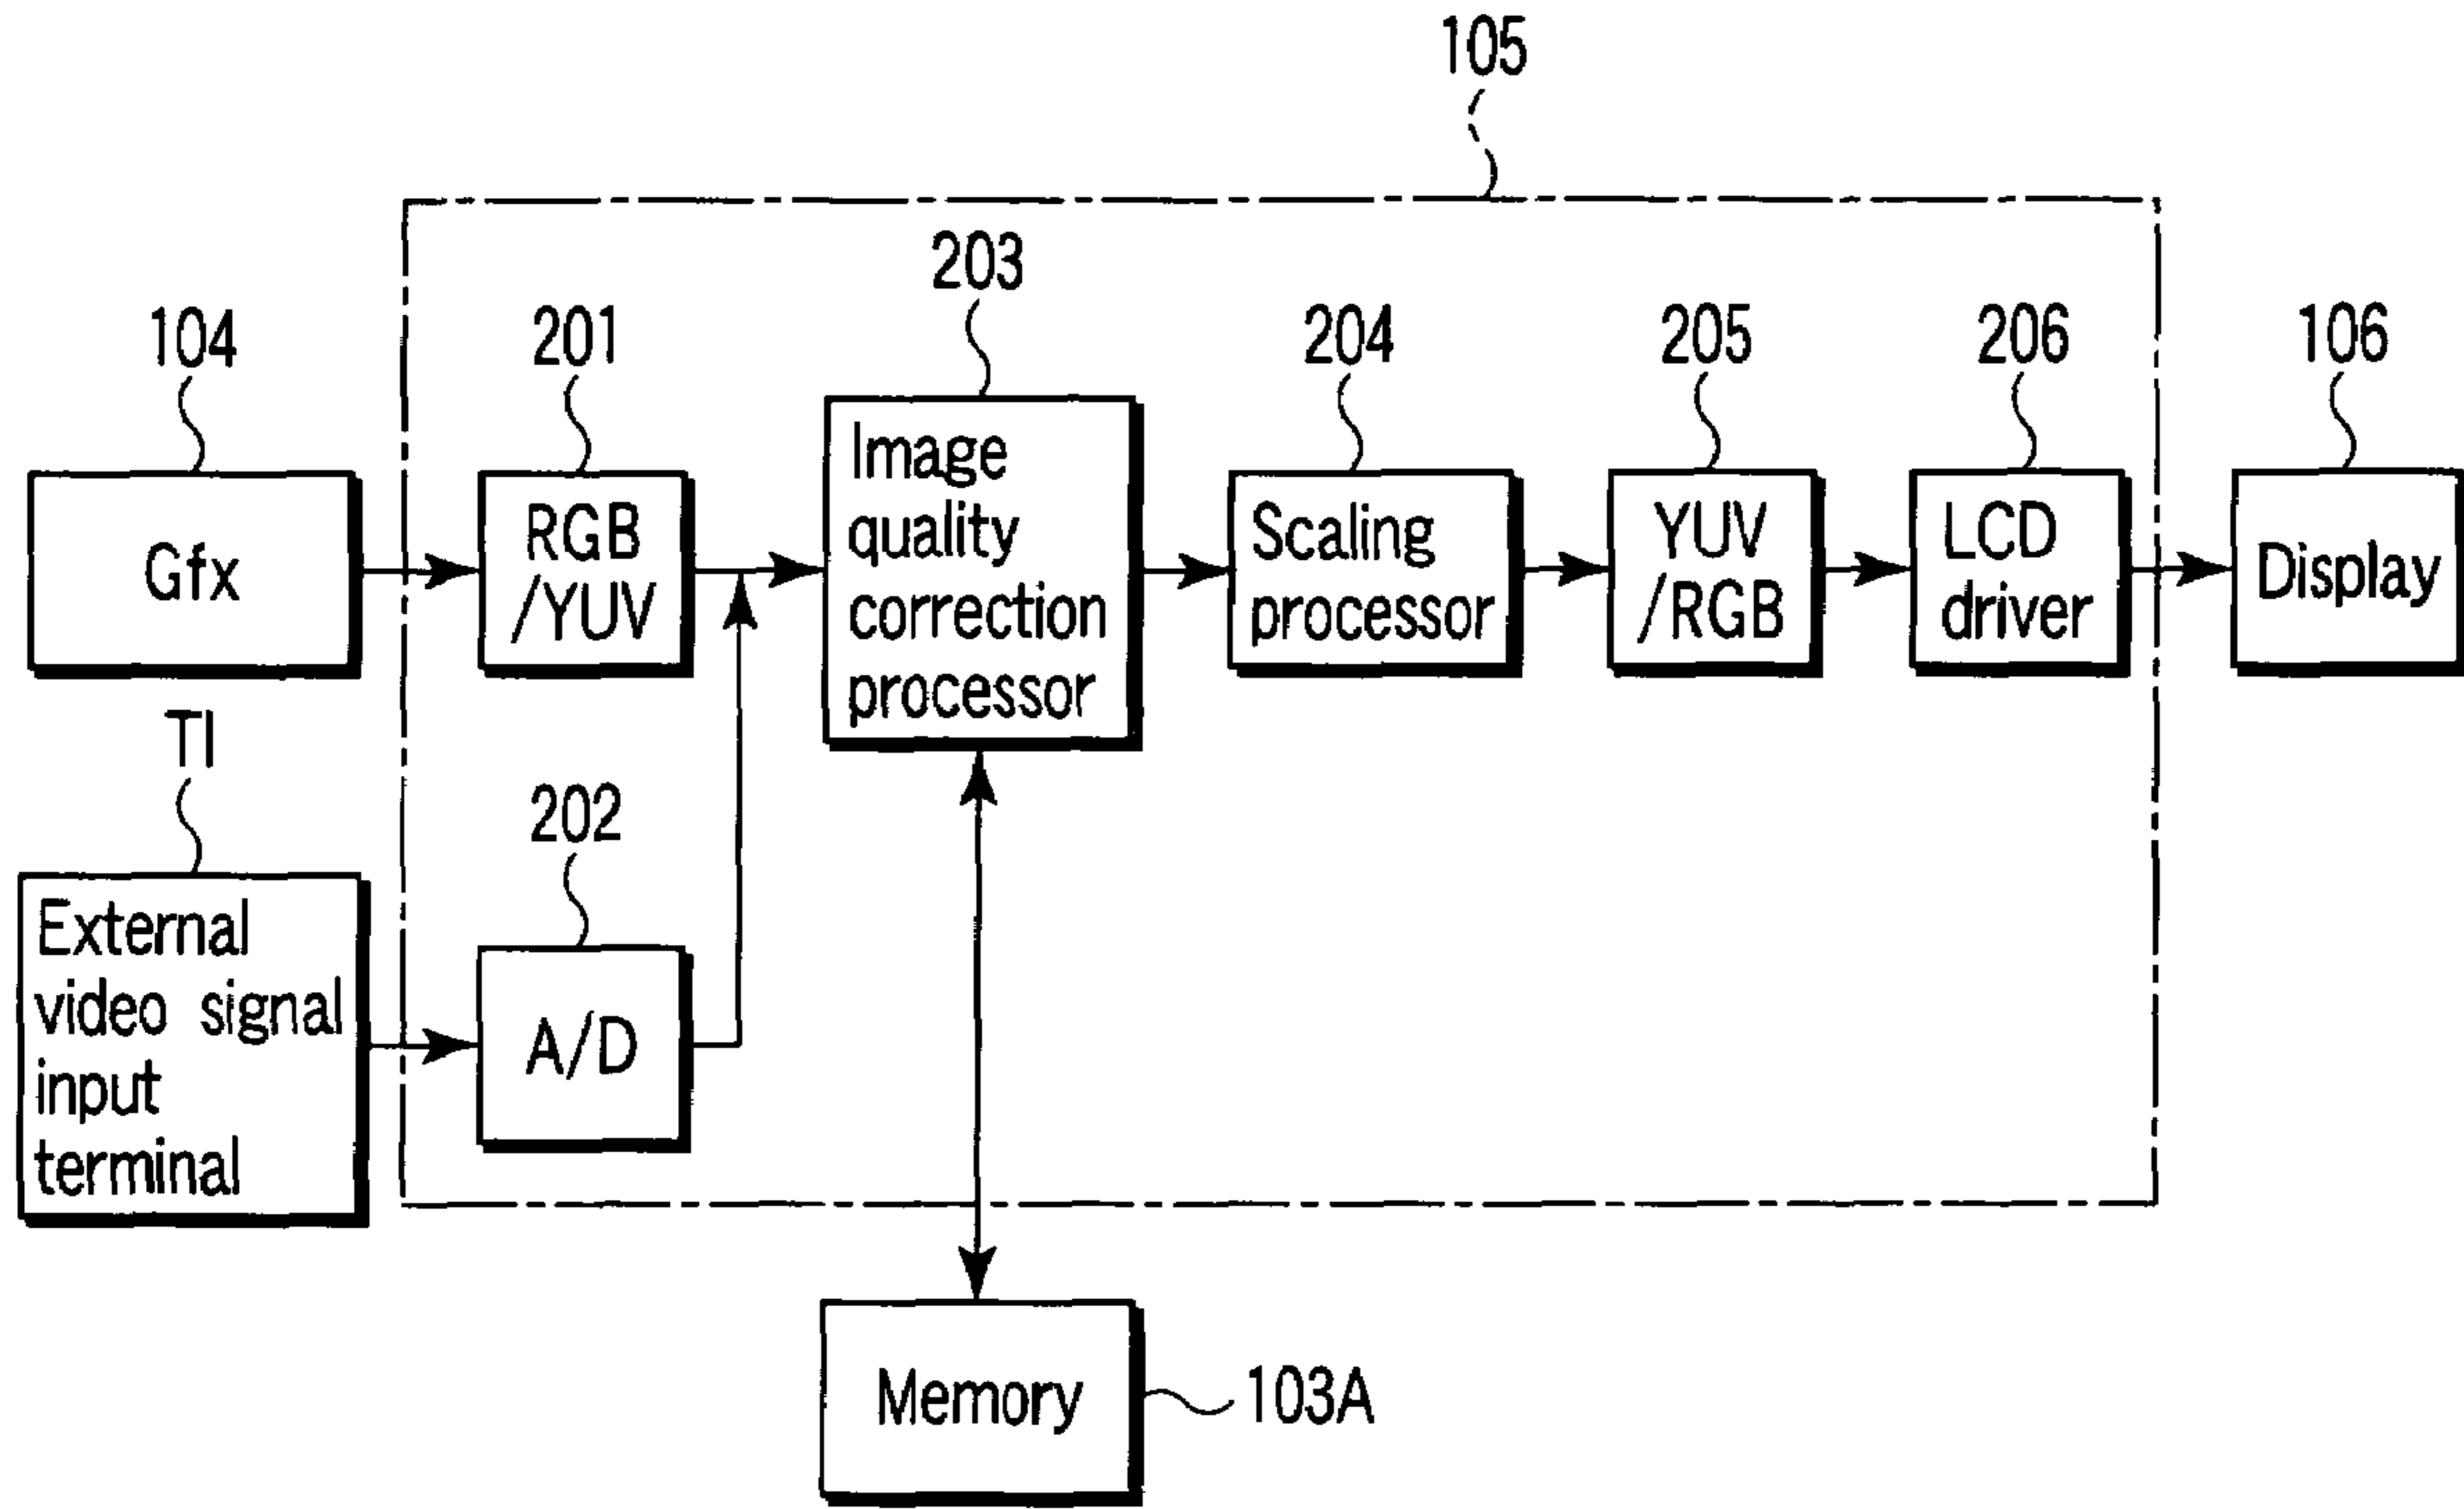 105
203
104
201
204
205
206
106
Gfx
RGB
/YUV
Image
quality
correction
processor
Scaling
processor
YUV
/RGB
LCD
driver
Display
TI
202
External
video signal
input
terminal
A/D
Memory
103A